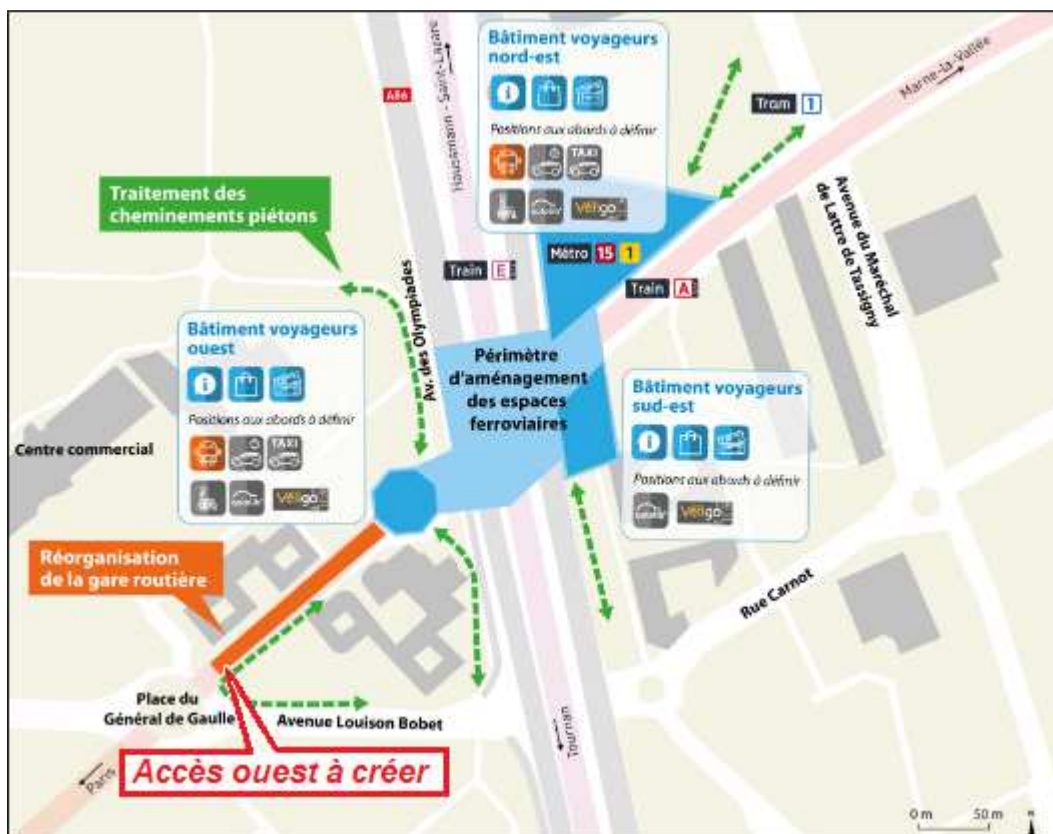 Bâtiment voyageurs
nord-est
i
Positions aux abords à définir
TAXI
Véligo
A86
Haussmann - Saint-Lazare
Marne-la-Vallée
Tram 1
Traitement des
cheminements piétons
Métro 15 1
Train E
Train A
Avenue du Maréchal
de Lattre de Tassigny
Av. des Olympiades
Bâtiment voyageurs
ouest
i
Positions aux abords à définir
TAXI
Véligo
Périmètre
d'aménagement
des espaces
ferroviaires
Bâtiment voyageurs
sud-est
i
Positions aux abords à définir
Véligo
Centre commercial
Réorganisation
de la gare routière
Rue Carnot
Place du
Général de Gaulle
Avenue Louison Bobet
Tournan
Accès ouest à créer
Paris
0 m 50 m